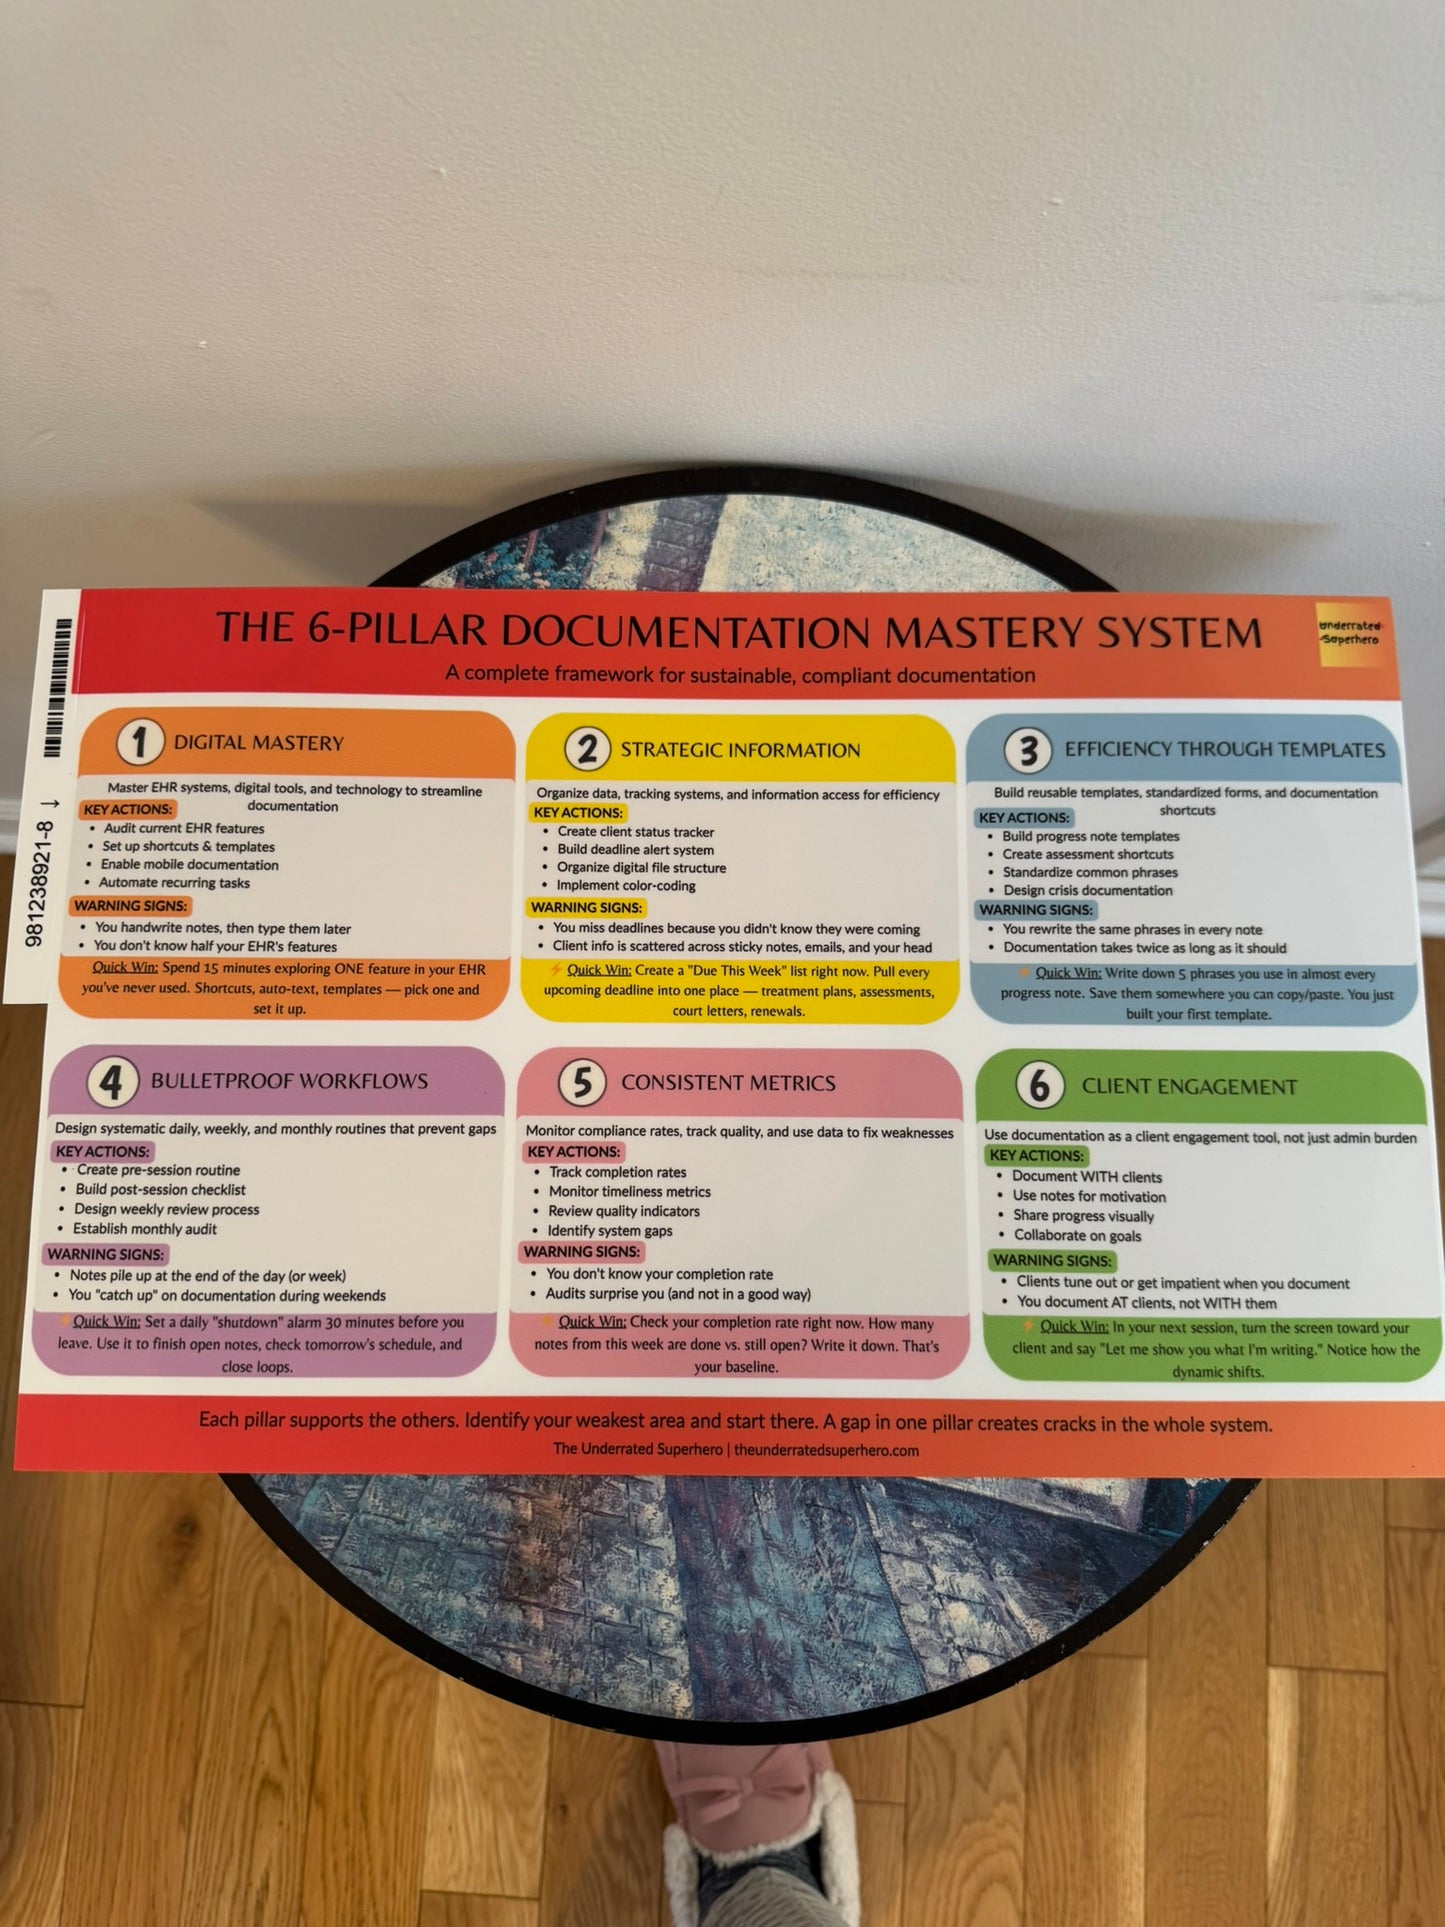 THE 6-PILLAR DOCUMENTATION MASTERY SYSTEM
A complete framework for sustainable, compliant documentation
Underrated
Superhero
981238921-8 ↓
1 DIGITAL MASTERY
Master EHR systems, digital tools, and technology to streamline
documentation
KEY ACTIONS:
• Audit current EHR features
• Set up shortcuts & templates
• Enable mobile documentation
• Automate recurring tasks
WARNING SIGNS:
• You handwrite notes, then type them later
• You don't know half your EHR's features
Quick Win: Spend 15 minutes exploring ONE feature in your EHR
you've never used. Shortcuts, auto-text, templates — pick one and
set it up.
2 STRATEGIC INFORMATION
Organize data, tracking systems, and information access for efficiency
KEY ACTIONS:
• Create client status tracker
• Build deadline alert system
• Organize digital file structure
• Implement color-coding
WARNING SIGNS:
• You miss deadlines because you didn't know they were coming
• Client info is scattered across sticky notes, emails, and your head
⚡ Quick Win: Create a "Due This Week" list right now. Pull every
upcoming deadline into one place — treatment plans, assessments,
court letters, renewals.
3 EFFICIENCY THROUGH TEMPLATES
Build reusable templates, standardized forms, and documentation
shortcuts
KEY ACTIONS:
• Build progress note templates
• Create assessment shortcuts
• Standardize common phrases
• Design crisis documentation
WARNING SIGNS:
• You rewrite the same phrases in every note
• Documentation takes twice as long as it should
⚡ Quick Win: Write down 5 phrases you use in almost every
progress note. Save them somewhere you can copy/paste. You just
built your first template.
4 BULLETPROOF WORKFLOWS
Design systematic daily, weekly, and monthly routines that prevent gaps
KEY ACTIONS:
• Create pre-session routine
• Build post-session checklist
• Design weekly review process
• Establish monthly audit
WARNING SIGNS:
• Notes pile up at the end of the day (or week)
• You "catch up" on documentation during weekends
⚡ Quick Win: Set a daily "shutdown" alarm 30 minutes before you
leave. Use it to finish open notes, check tomorrow's schedule, and
close loops.
5 CONSISTENT METRICS
Monitor compliance rates, track quality, and use data to fix weaknesses
KEY ACTIONS:
• Track completion rates
• Monitor timeliness metrics
• Review quality indicators
• Identify system gaps
WARNING SIGNS:
• You don't know your completion rate
• Audits surprise you (and not in a good way)
⚡ Quick Win: Check your completion rate right now. How many
notes from this week are done vs. still open? Write it down. That's
your baseline.
6 CLIENT ENGAGEMENT
Use documentation as a client engagement tool, not just admin burden
KEY ACTIONS:
• Document WITH clients
• Use notes for motivation
• Share progress visually
• Collaborate on goals
WARNING SIGNS:
• Clients tune out or get impatient when you document
• You document AT clients, not WITH them
⚡ Quick Win: In your next session, turn the screen toward your
client and say "Let me show you what I'm writing." Notice how the
dynamic shifts.
Each pillar supports the others. Identify your weakest area and start there. A gap in one pillar creates cracks in the whole system.
The Underrated Superhero | theunderratedsuperhero.com